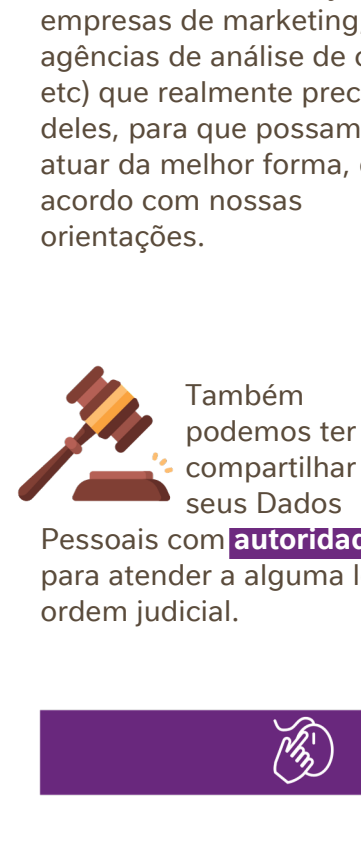 empresas de marketing,
agências de análise de
etc) que realmente
deles, para que possam
atuar da melhor forma,
acordo com nossas
orientações.
Também
podemos ter
compartilhar
seus Dados
Pessoais com
para atender a alguma
ordem judicial.